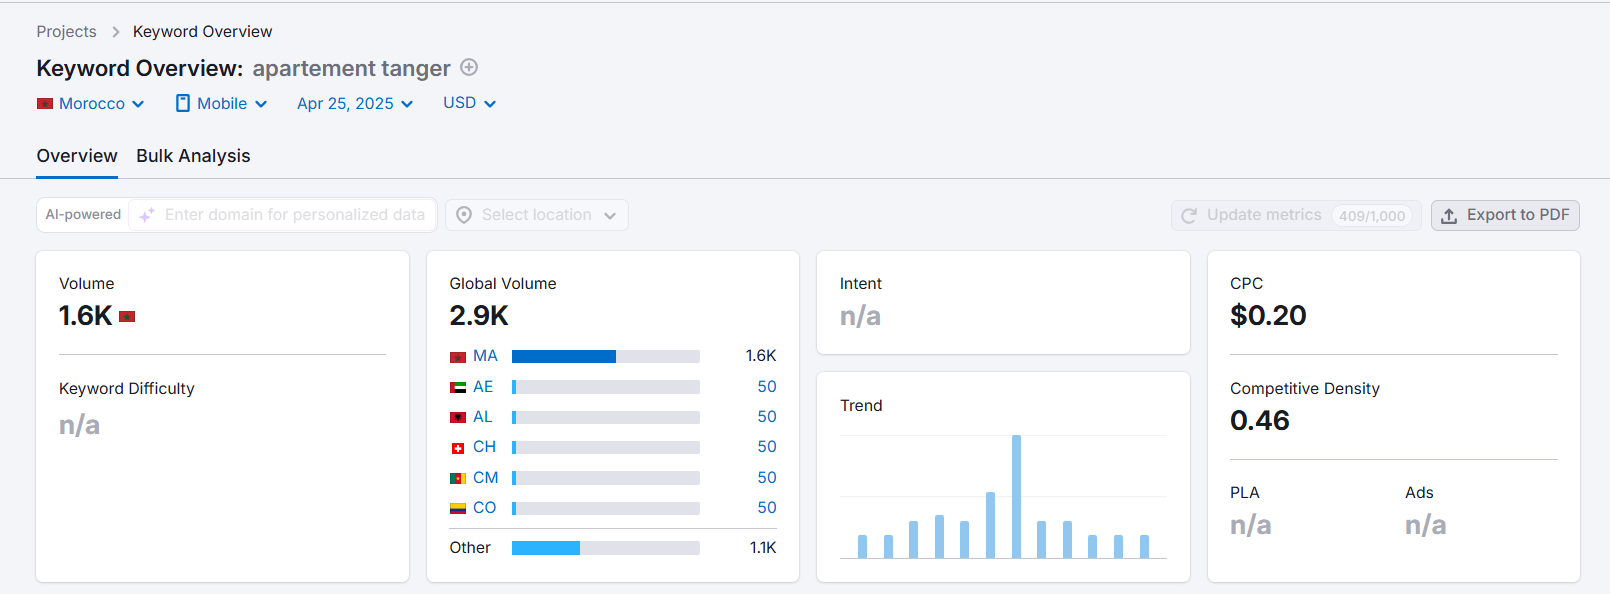 Projects > Keyword Overview
Keyword Overview: apartement tanger
Morocco Mobile Apr 25, 2025 USD
Overview Bulk Analysis
AI-powered Enter domain for personalized data Select location Update metrics 409/1,000 Export to PDF
Volume
1.6K
Keyword Difficulty
n/a
Global Volume
2.9K
MA 1.6K
AE 50
AL 50
CH 50
CM 50
CO 50
Other 1.1K
Intent
n/a
Trend
CPC
$0.20
Competitive Density
0.46
PLA Ads
n/a n/a